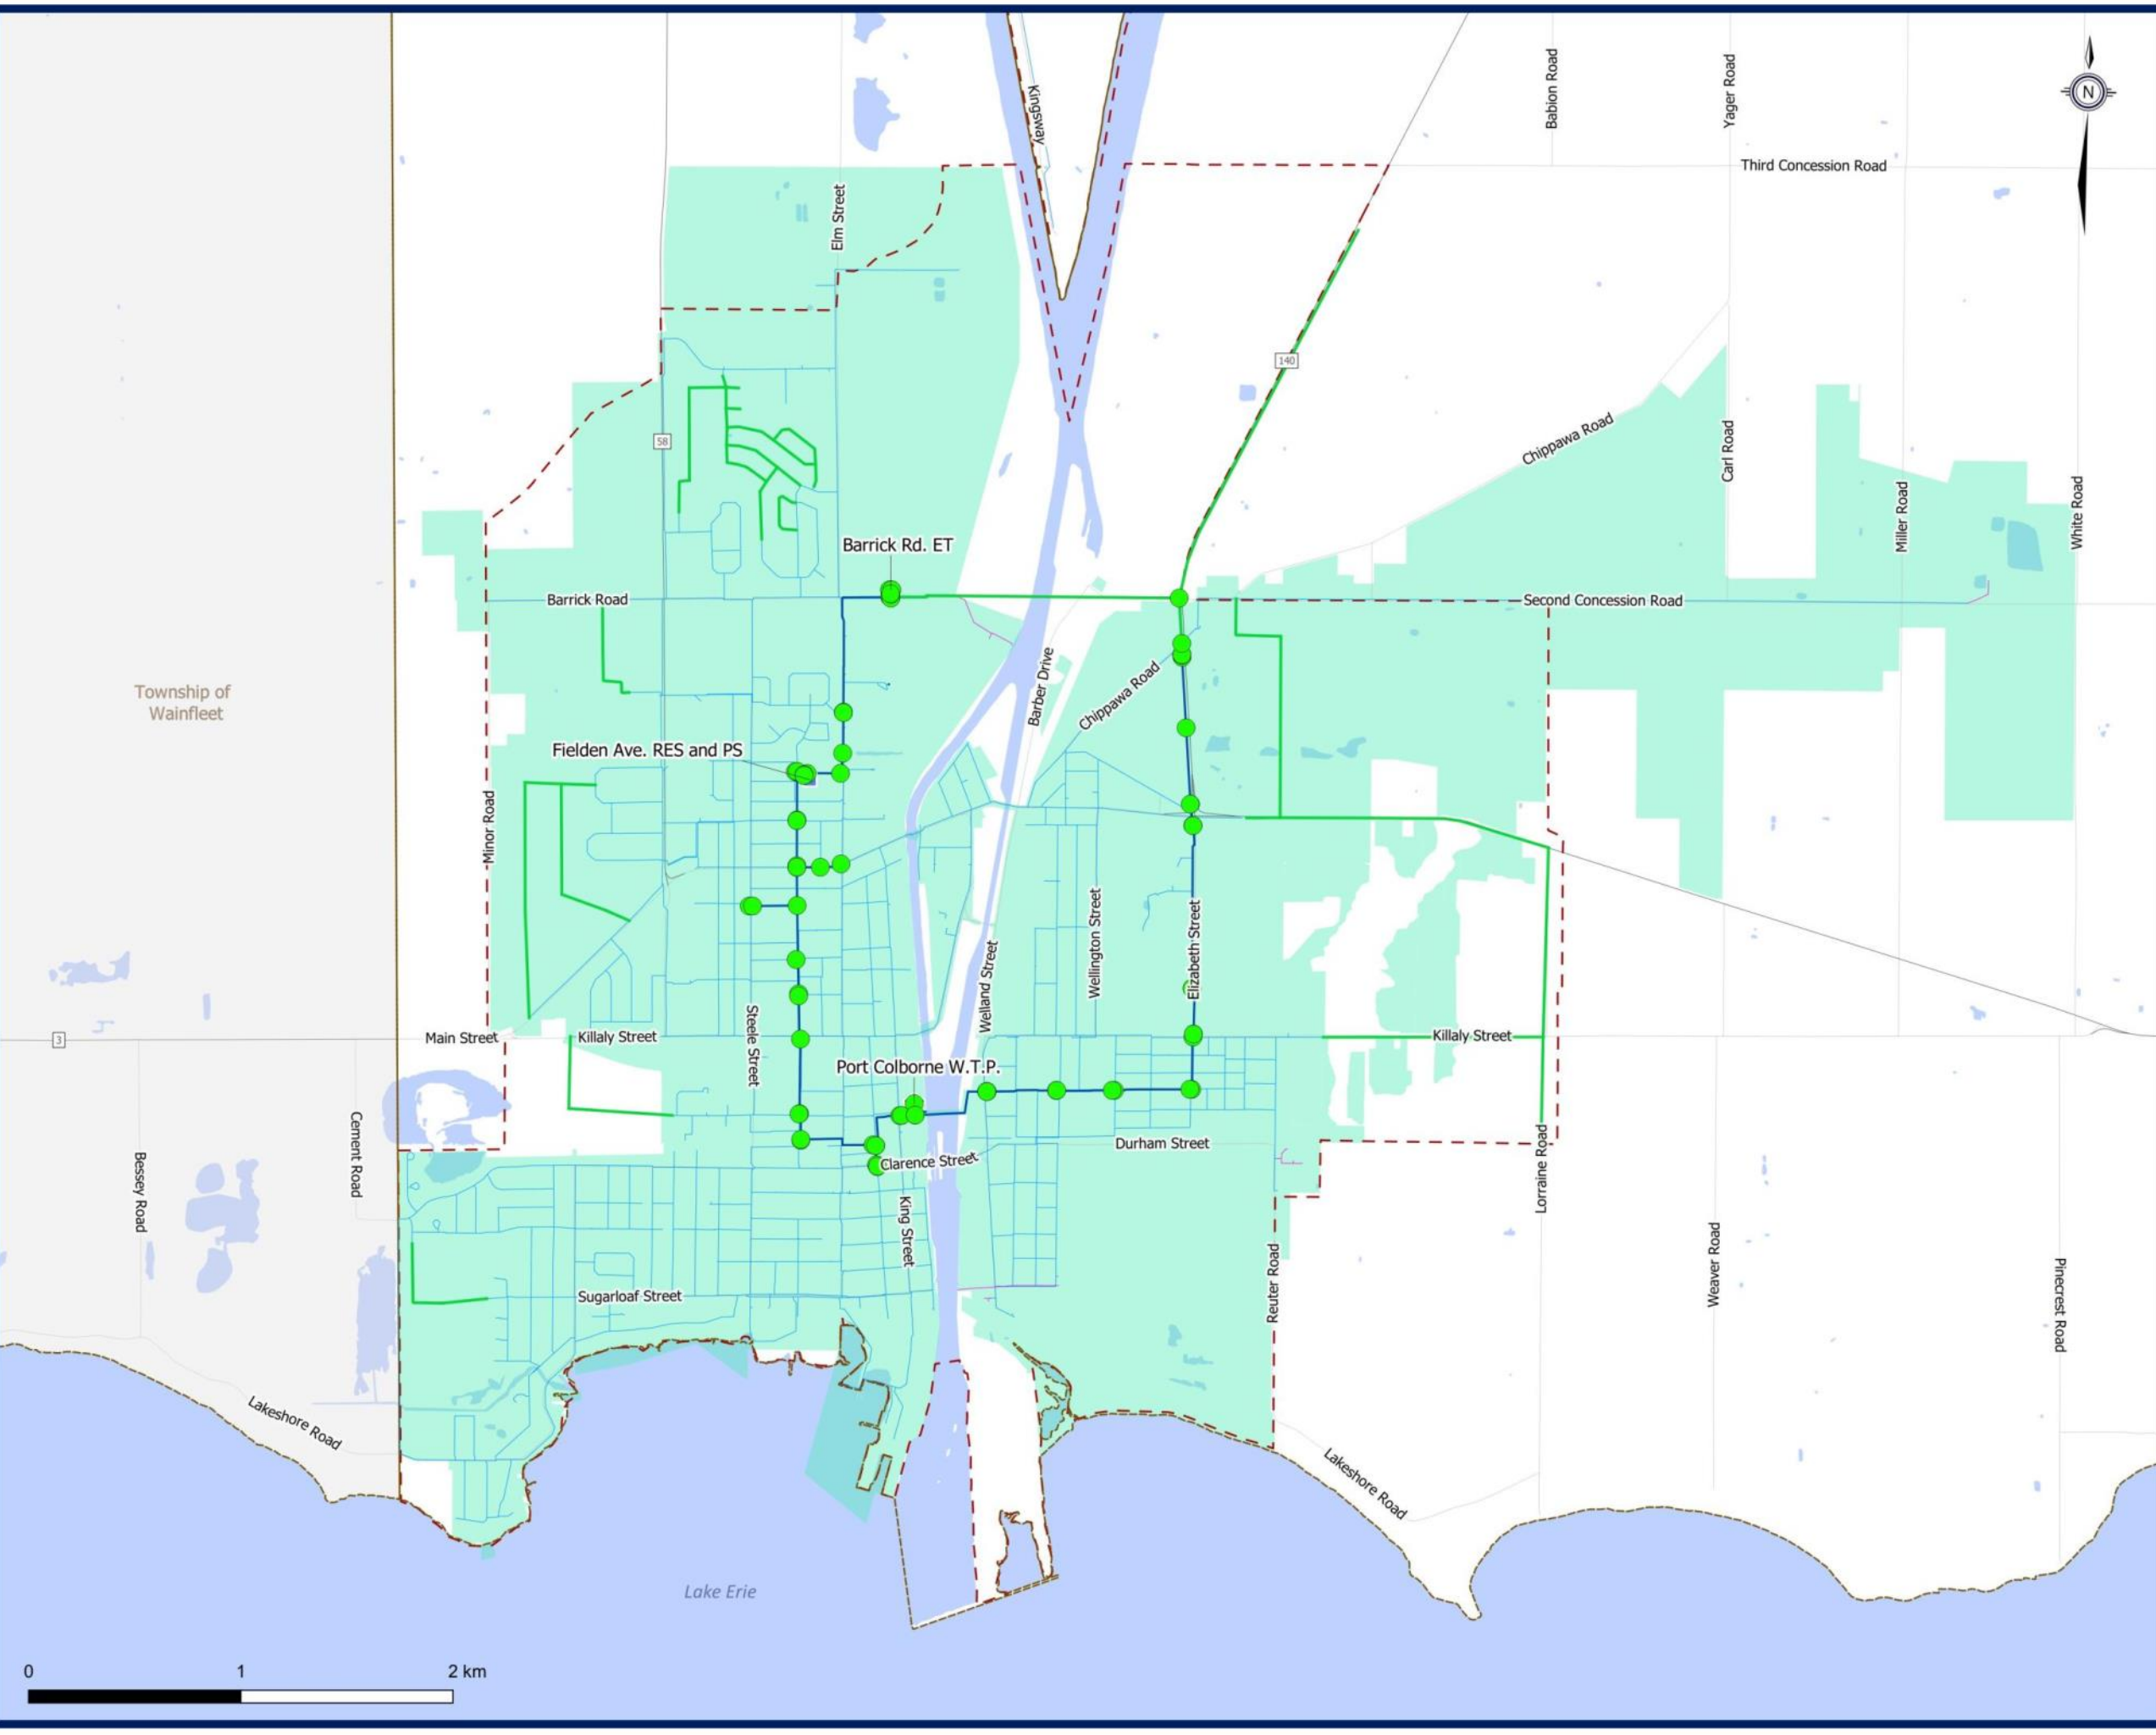 Kingsway
Babion Road
Yager Road
N
Third Concession Road
Elm Street
140
58
Chippawa Road
Carl Road
Miller Road
White Road
Barrick Rd. ET
Barrick Road
Second Concession Road
Township of
Wainfleet
Barber Drive
Chippawa Road
Fielden Ave. RES and PS
Minor Road
Wellington Street
Elizabeth Street
Welland Street
Steele Street
3
Main Street
Killaly Street
Killaly Street
Port Colborne W.T.P.
Cement Road
Bessey Road
Durham Street
Clarence Street
Lorraine Road
King Street
Reuter Road
Weaver Road
Pinecrest Road
Sugarloaf Street
Lakeshore Road
Lakeshore Road
Lake Erie
0 1 2 km